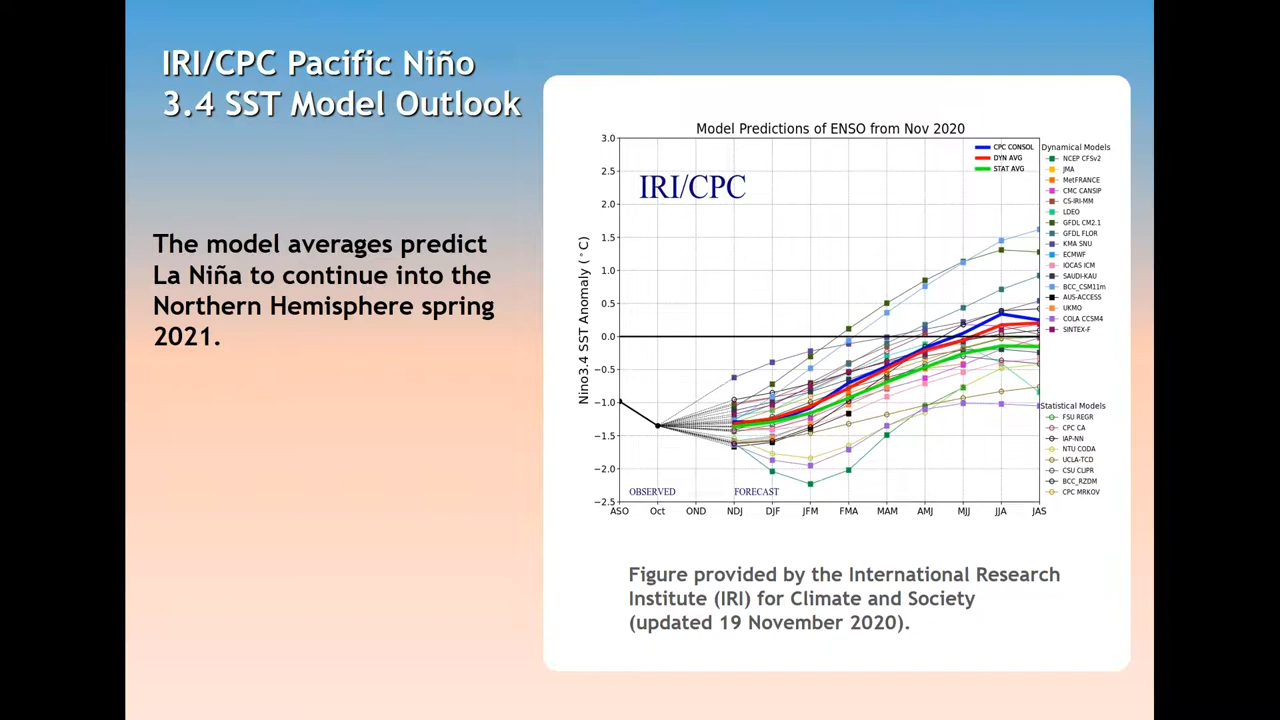 IRI/CPC Pacific Niño
3.4 SST Model Outlook
The model averages predict
La Niña to continue into the
Northern Hemisphere spring
2021.
Model Predictions of ENSO from Nov 2020
IRI/CPC
CPC CONSOL
DYN AVG
STAT AVG
Nino3.4 SST Anomaly (°C)
3.0
2.5
2.0
1.5
1.0
0.5
0.0
−0.5
−1.0
−1.5
−2.0
−2.5
OBSERVED
FORECAST
ASO Oct OND NDJ DJF JFM FMA MAM AMJ MJJ JJA JAS
Dynamical Models
NCEP CFSv2
JMA
MetFRANCE
CMC CANSIP
CS-IRI-MM
LDEO
GFDL CM2.1
GFDL FLOR
KMA SNU
ECMWF
IOCAS ICM
SAUDI-KAU
BCC_CSM11m
AUS-ACCESS
UKMO
COLA CCSM4
SINTEX-F
Statistical Models
FSU REGR
CPC CA
IAP-NN
NTU CODA
UCLA-TCD
CSU CLIPR
BCC_RZDM
CPC MRKOV
Figure provided by the International Research
Institute (IRI) for Climate and Society
(updated 19 November 2020).